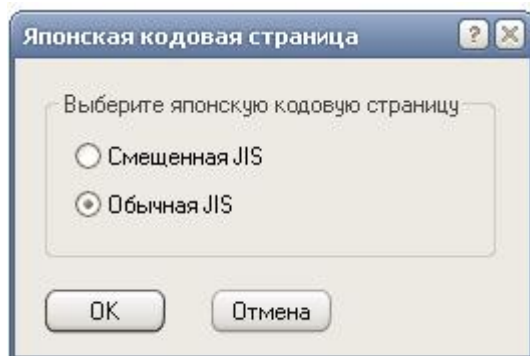 Японская кодовая страница
Выберите японскую кодовую страницу
Смещенная JIS
Обычная JIS
OK Отмена